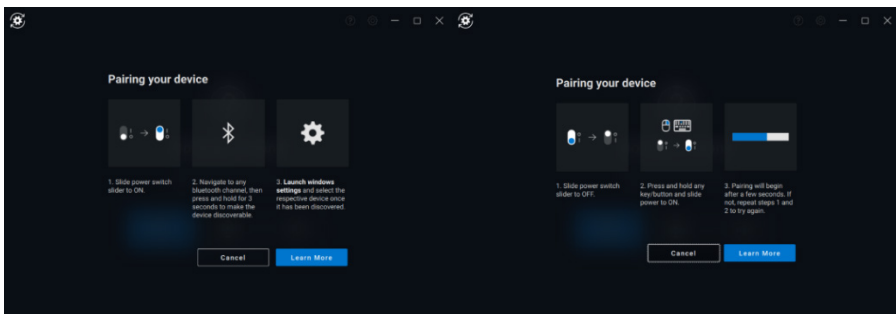 Pairing your device
1. Slide power switch
slider to ON.
2. Navigate to any
bluetooth channel, then
press and hold for 3
seconds to make the
device discoverable.
3. Launch windows
settings and select the
respective device once
it has been discovered.
Cancel
Learn More
Pairing your device
1. Slide power switch
slider to OFF.
2. Press and hold any
key/button and slide
power to ON.
3. Pairing will begin
after a few seconds. If
not, repeat steps 1 and
2 to try again.
Cancel
Learn More